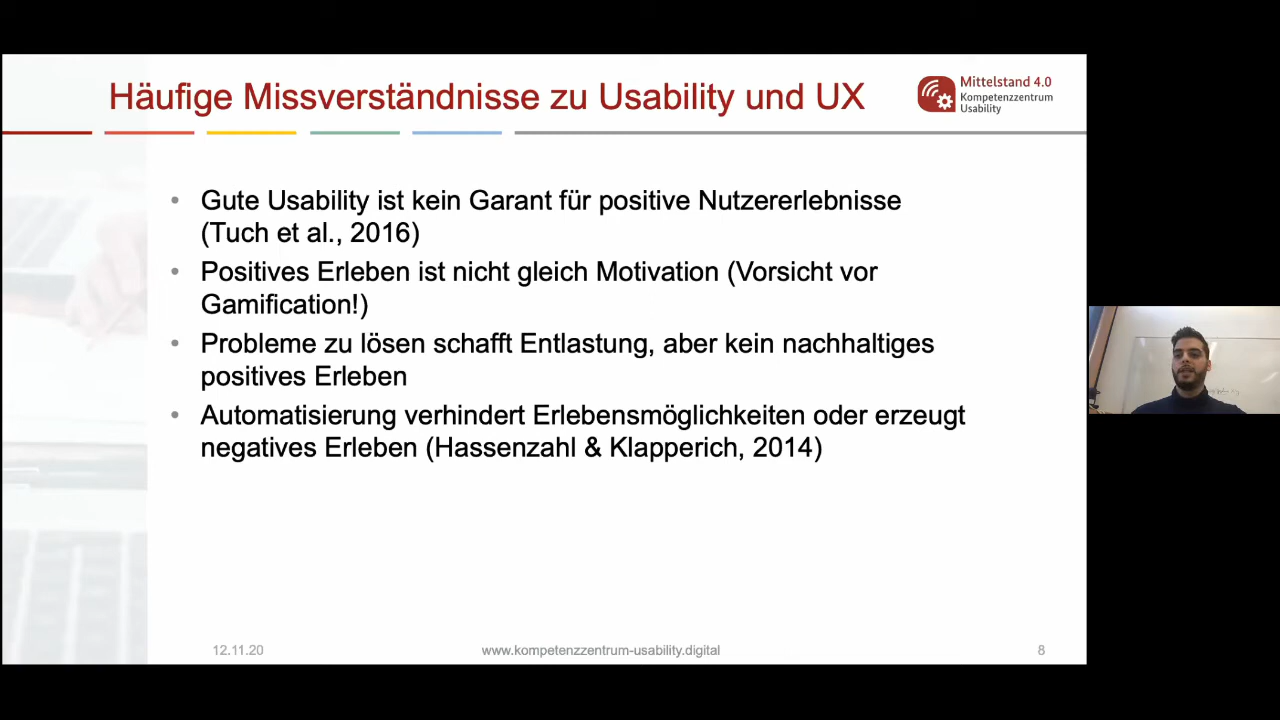 Häufige Missverständnisse zu Usability und UX
Mittelstand 4.0
Kompetenzzentrum
Usability
• Gute Usability ist kein Garant für positive Nutzererlebnisse
(Tuch et al., 2016)
• Positives Erleben ist nicht gleich Motivation (Vorsicht vor
Gamification!)
• Probleme zu lösen schafft Entlastung, aber kein nachhaltiges
positives Erleben
• Automatisierung verhindert Erlebensmöglichkeiten oder erzeugt
negatives Erleben (Hassenzahl & Klapperich, 2014)
12.11.20
www.kompetenzzentrum-usability.digital
8